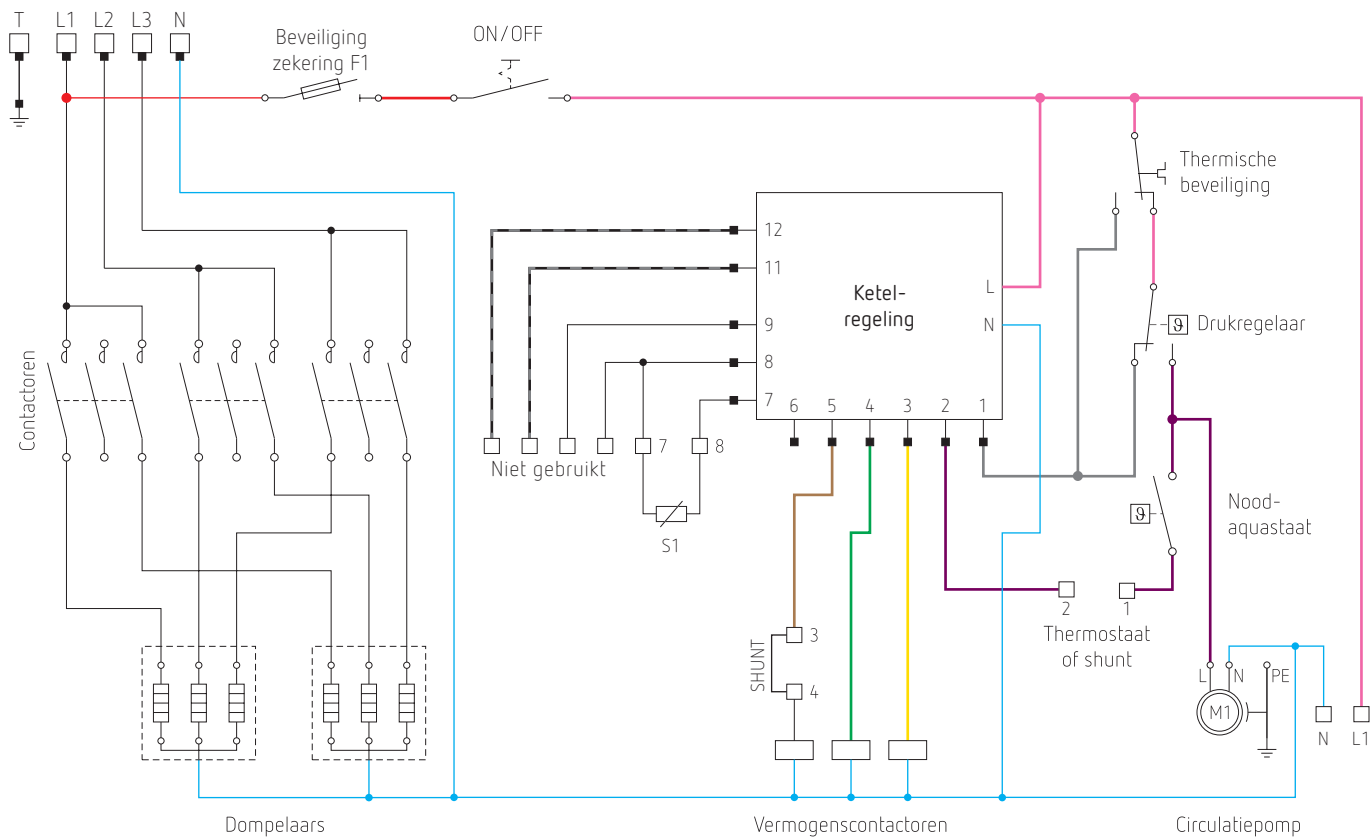 T L1 L2 L3 N
Beveiliging
zekering F1
ON/OFF
Thermische
beveiliging
12
11
9
8
7
Ketel-
regeling
L
N
ϑ Drukregelaar
Contactoren
6 5 4 3 2 1
Niet gebruikt
7
8
S1
ϑ
Nood-
aquastaat
2
1
Thermostaat
of shunt
SHUNT
3
4
L N PE
M1
N L1
Dompelaars
Vermogenscontactoren
Circulatiepomp